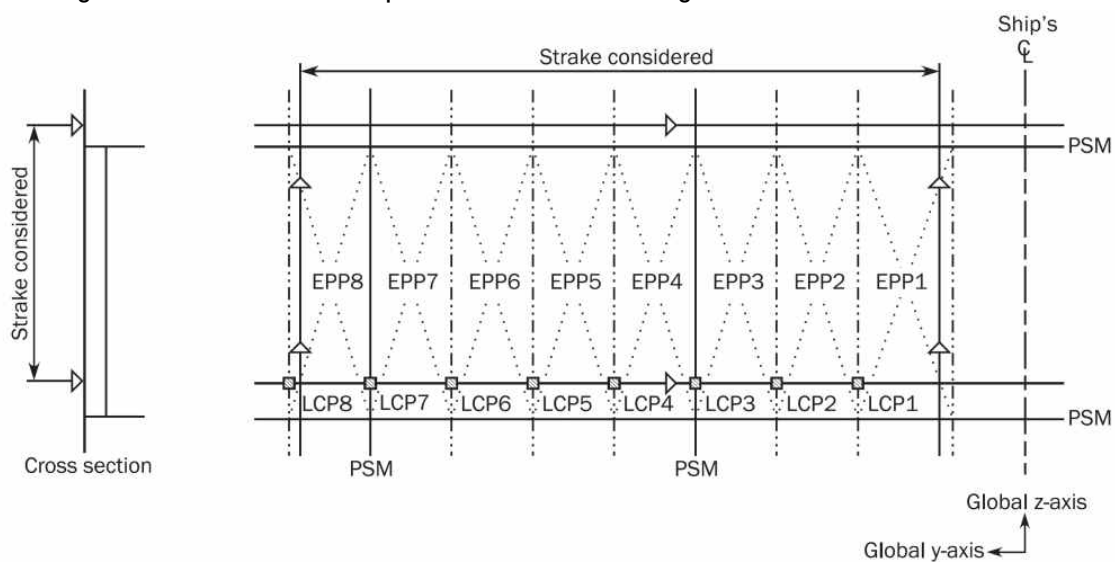 Ship's
℄
Strake considered
Strake considered
PSM
EPP8 EPP7 EPP6 EPP5 EPP4 EPP3 EPP2 EPP1
LCP8 LCP7 LCP6 LCP5 LCP4 LCP3 LCP2 LCP1
PSM
Cross section
PSM PSM
Global z-axis
Global y-axis